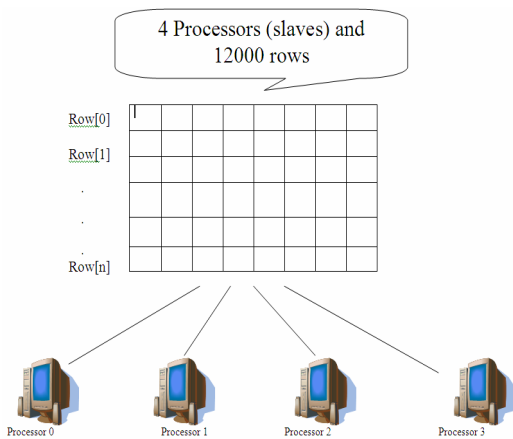 4 Processors (slaves) and
12000 rows
Row[0]
Row[1]
.
.
.
Row[n]
Processor 0
Processor 1
Processor 2
Processor 3